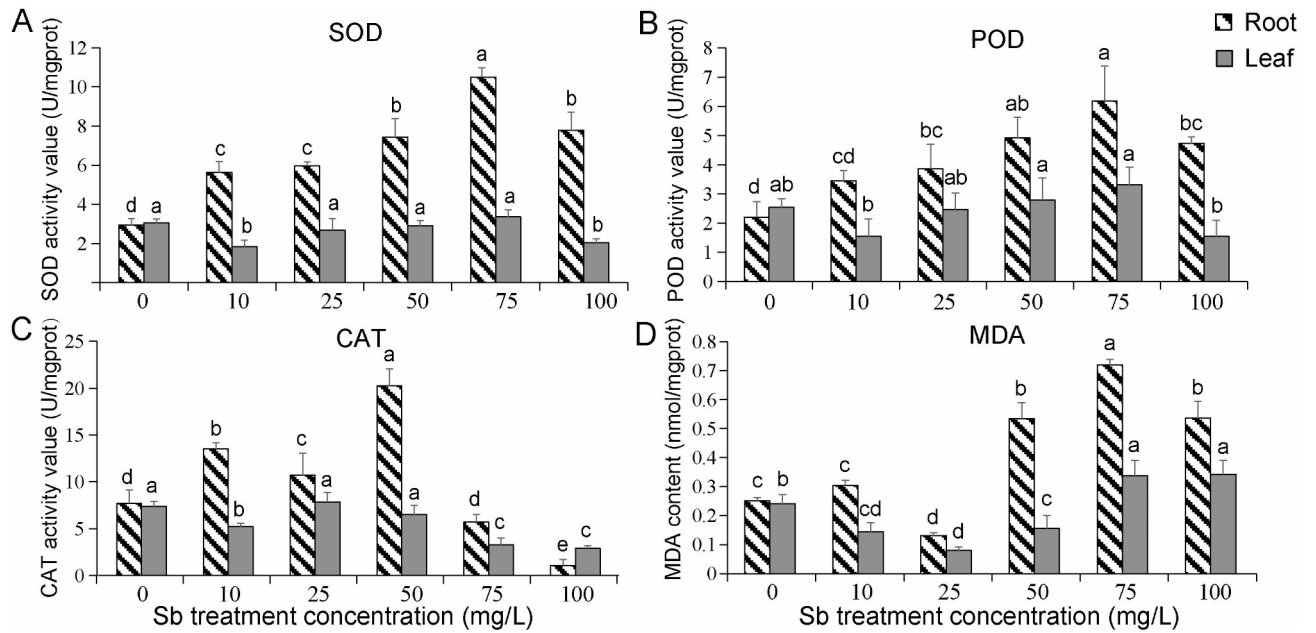 A
SOD
SOD activity value (U/mgprot)
12
10
8
6
4
2
d a
c b
c a
b a
a a
b b
0 10 25 50 75 100
B
POD
Root
Leaf
POD activity value (U/mgprot)
8
7
6
5
4
3
2
1
0
d ab
cd b
bc ab
ab a
a a
bc b
0 10 25 50 75 100
C
CAT
CAT activity value (U/mgprot)
25
20
15
10
5
0
d a
b b
c a
a a
d c
e c
0 10 25 50 75 100
Sb treatment concentration (mg/L)
D
MDA
MDA content (nmol/mgprot)
0.8
0.7
0.6
0.5
0.4
0.3
0.2
0.1
0
c b
c cd
d d
b c
a a
b a
0 10 25 50 75 100
Sb treatment concentration (mg/L)